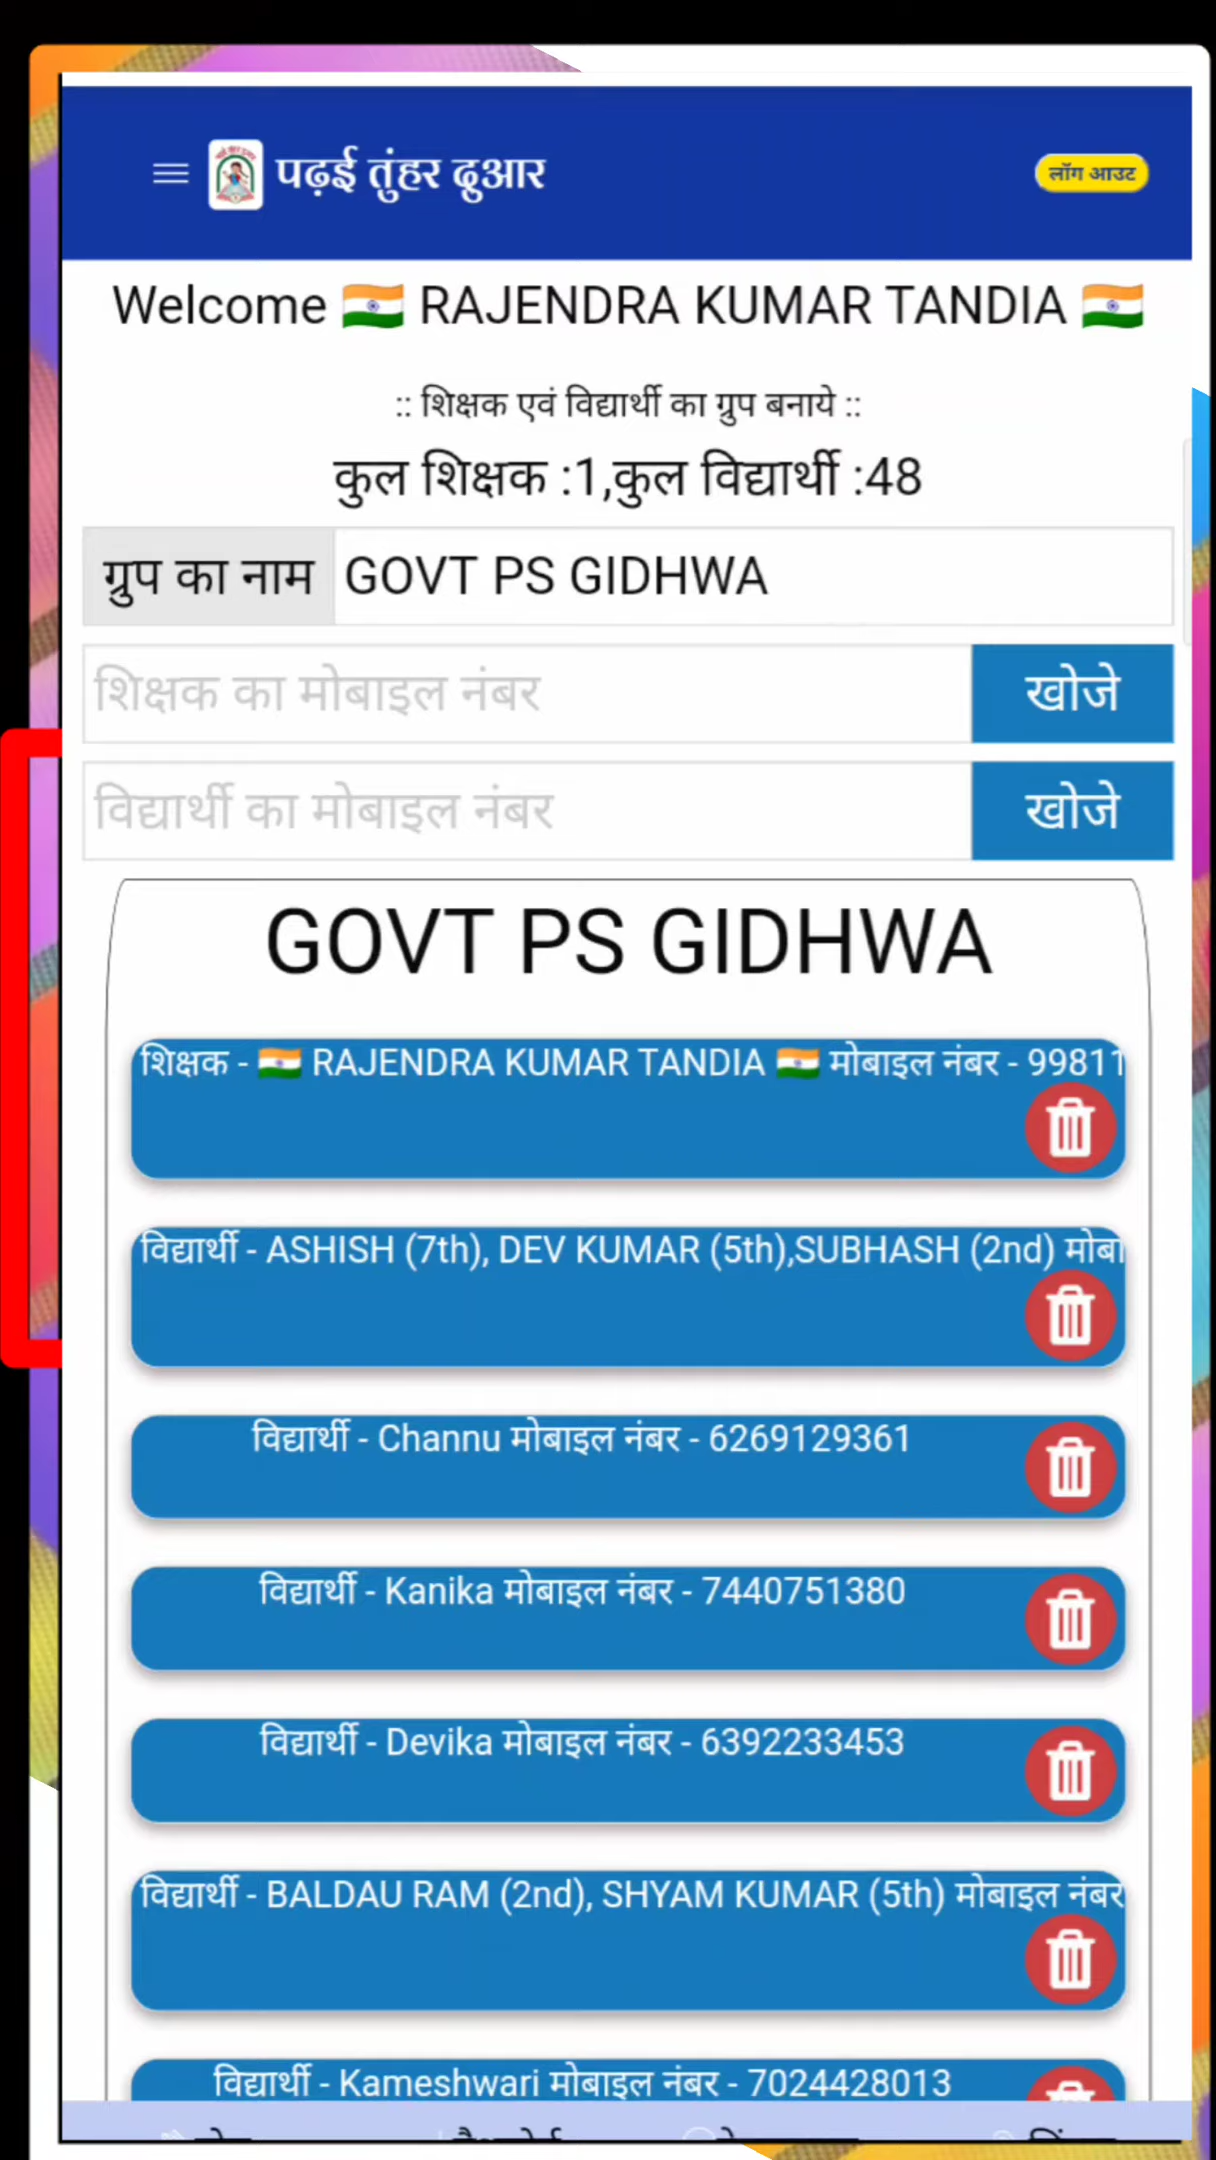 पढ़ई तुंहर दुआर
लॉग आउट
Welcome 🇮🇳 RAJENDRA KUMAR TANDIA 🇮🇳
:: शिक्षक एवं विद्यार्थी का ग्रुप बनाये ::
कुल शिक्षक :1,कुल विद्यार्थी :48
ग्रुप का नाम GOVT PS GIDHWA
शिक्षक का मोबाइल नंबर खोजे
विद्यार्थी का मोबाइल नंबर खोजे
GOVT PS GIDHWA
शिक्षक - 🇮🇳 RAJENDRA KUMAR TANDIA 🇮🇳 मोबाइल नंबर - 99811
विद्यार्थी - ASHISH (7th), DEV KUMAR (5th),SUBHASH (2nd)
विद्यार्थी - Channu मोबाइल नंबर - 6269129361
विद्यार्थी - Kanika मोबाइल नंबर - 7440751380
विद्यार्थी - Devika मोबाइल नंबर - 6392233453
विद्यार्थी - BALDAU RAM (2nd), SHYAM KUMAR (5th) मोबाइल नंबर
विद्यार्थी - Kameshwari मोबाइल नंबर - 7024428013